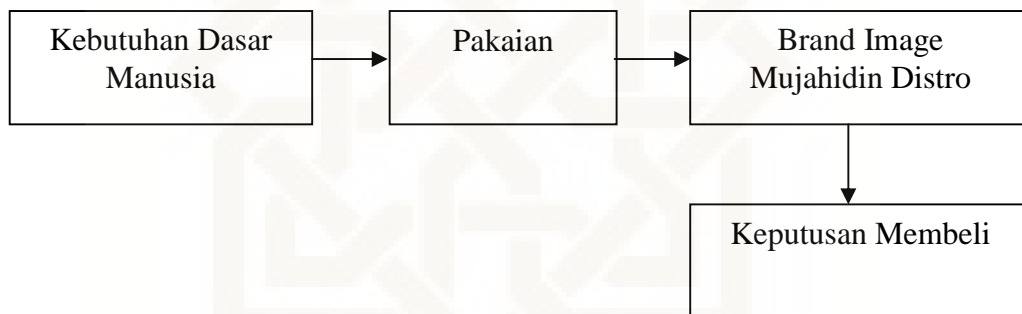 Kebutuhan Dasar
Manusia
Pakaian
Brand Image
Mujahidin Distro
Keputusan Membeli